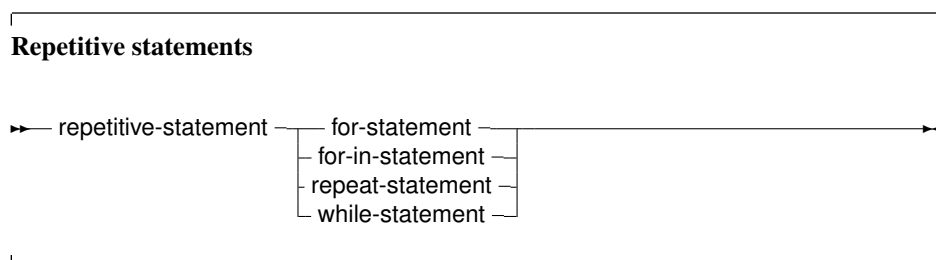 Repetitive statements
repetitive-statement for-statement
for-in-statement
repeat-statement
while-statement